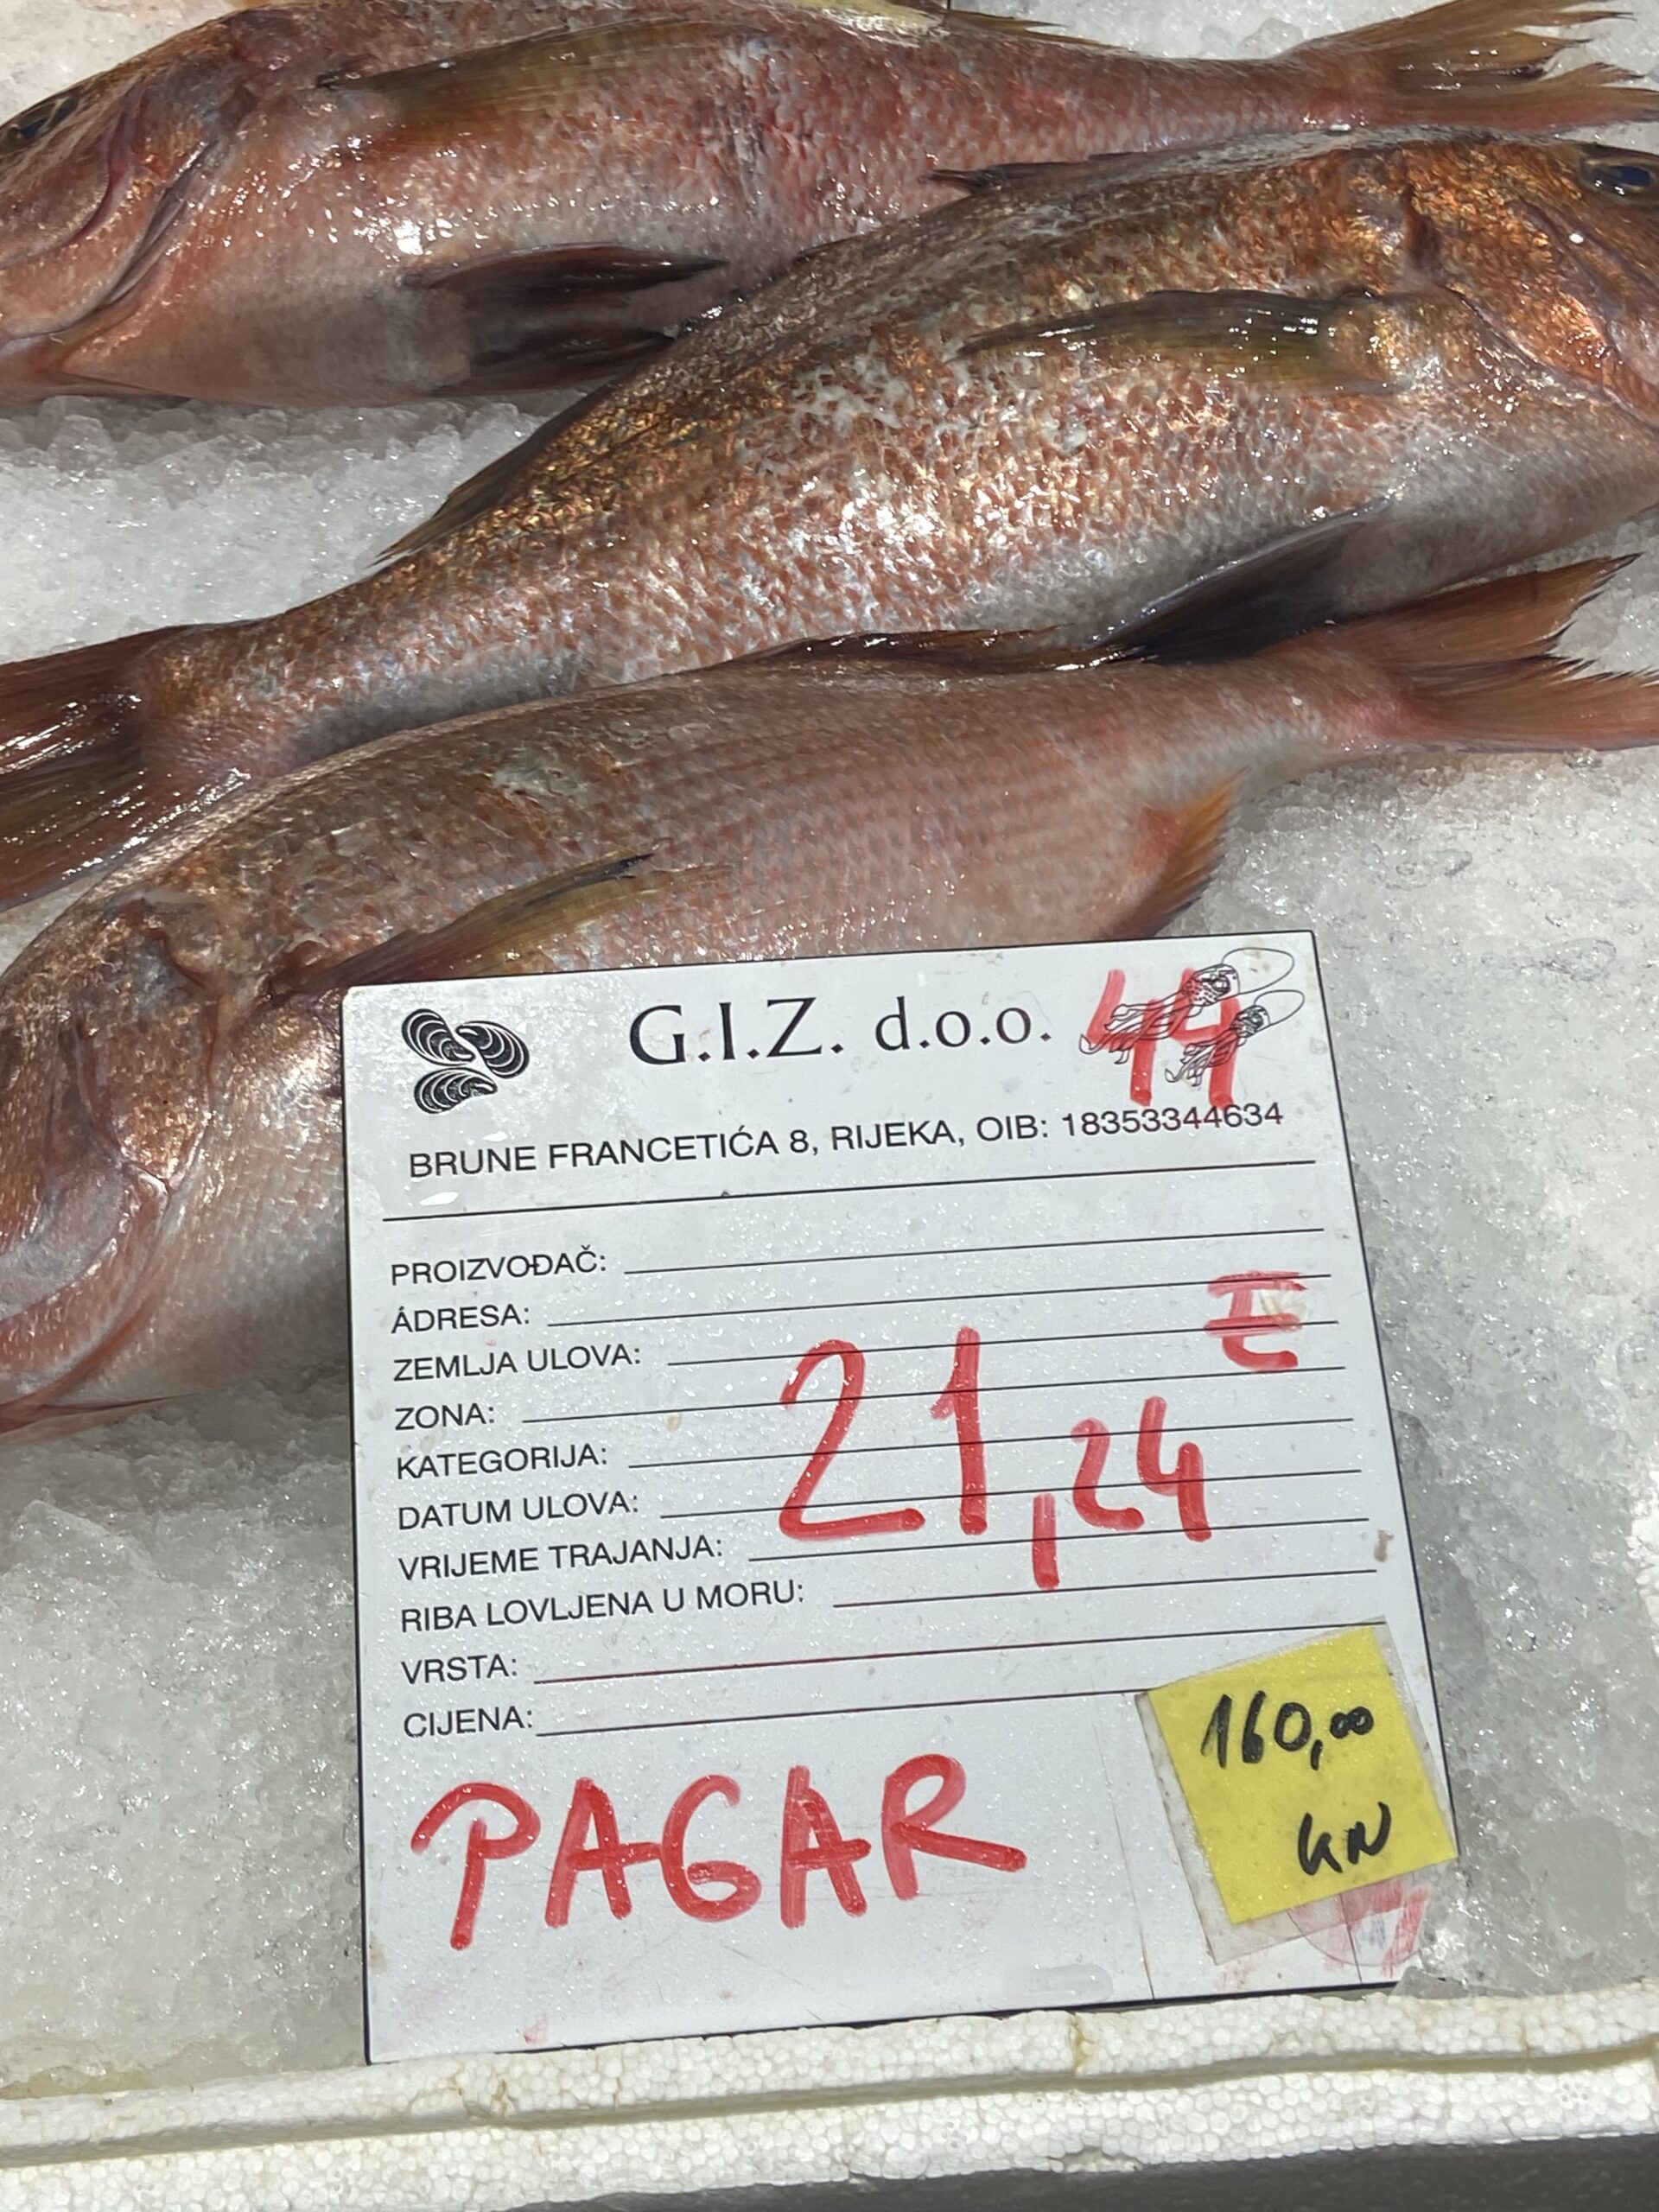 G.I.Z. d.o.o. 44
BRUNE FRANCETIĆA 8, RIJEKA, OIB: 18353344634
PROIZVOĐAČ:
ADRESA:
ZEMLJA ULOVA:
ZONA:
KATEGORIJA:
DATUM ULOVA:
VRIJEME TRAJANJA:
RIBA LOVLJENA U MORU:
VRSTA:
CIJENA:
21,24 €
PAGAR
160,00
KN